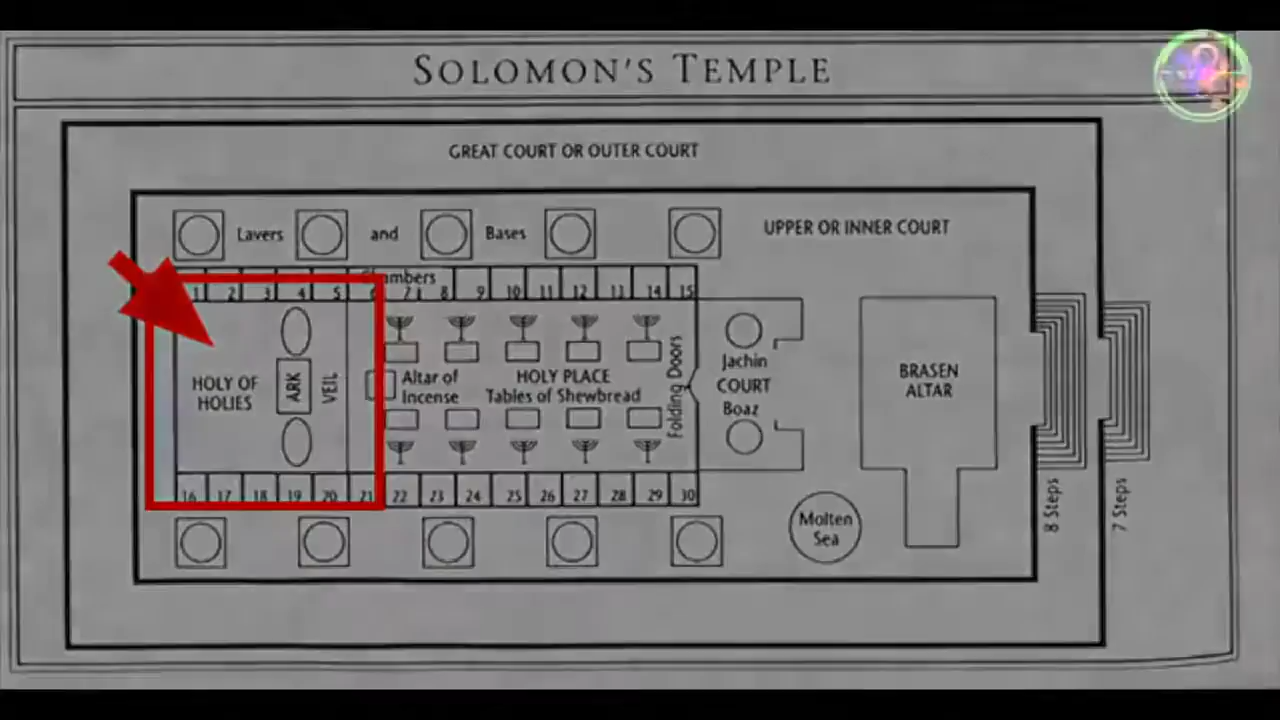 SOLOMON'S TEMPLE
GREAT COURT OR OUTER COURT
Lavers and Bases
UPPER OR INNER COURT
Chambers
1 2 3 4 5 6 7 8 9 10 11 12 13 14 15
HOLY OF
HOLIES
ARK
VEIL
Altar of
Incense
HOLY PLACE
Tables of Shewbread
Folding Doors
Jachin
COURT
Boaz
BRASEN
ALTAR
16 17 18 19 20 21 22 23 24 25 26 27 28 29 30
Molten
Sea
8 Steps
7 Steps